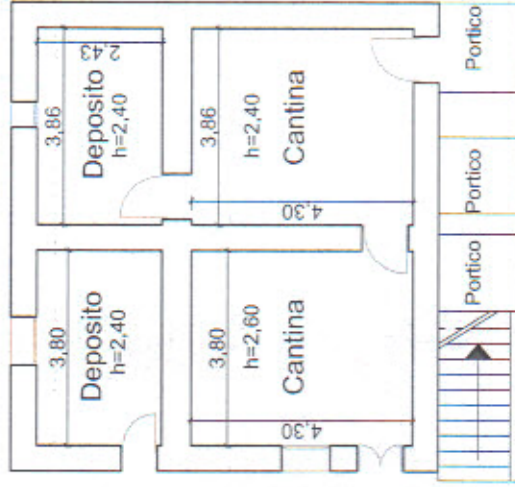 3,80
Deposito
h=2,40
3,86
2,43
Deposito
h=2,40
3,80
h=2,60
Cantina
4,30
3,86
h=2,40
Cantina
4,30
Portico
Portico
Portico